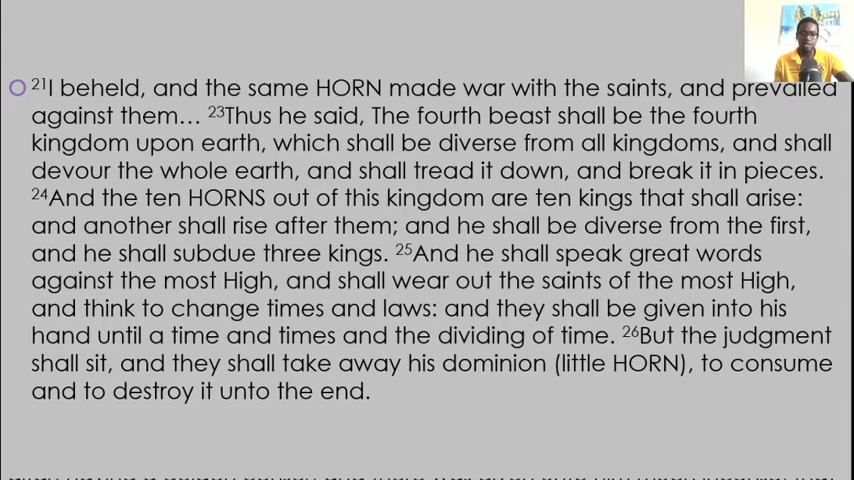 21I beheld, and the same HORN made war with the saints, and prevailed
against them... 23Thus he said, The fourth beast shall be the fourth
kingdom upon earth, which shall be diverse from all kingdoms, and shall
devour the whole earth, and shall tread it down, and break it in pieces.
24And the ten HORNS out of this kingdom are ten kings that shall arise:
and another shall rise after them; and he shall be diverse from the first,
and he shall subdue three kings. 25And he shall speak great words
against the most High, and shall wear out the saints of the most High,
and think to change times and laws: and they shall be given into his
hand until a time and times and the dividing of time. 26But the judgment
shall sit, and they shall take away his dominion (little HORN), to consume
and to destroy it unto the end.